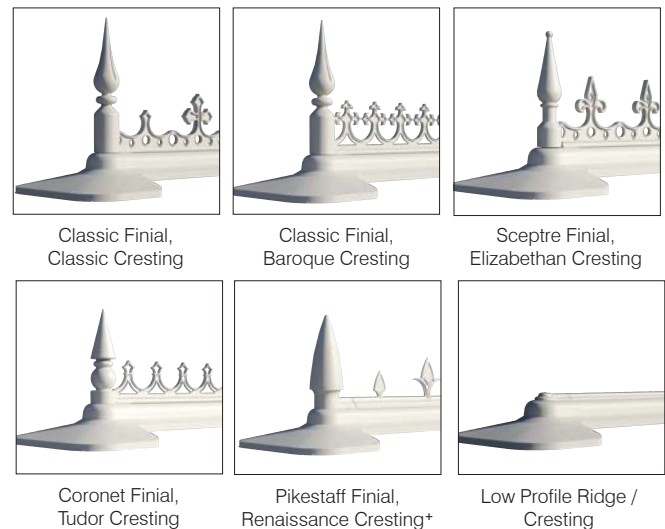 Classic Finial,
Classic Cresting
Classic Finial,
Baroque Cresting
Sceptre Finial,
Elizabethan Cresting
Coronet Finial,
Tudor Cresting
Pikestaff Finial,
Renaissance Cresting+
Low Profile Ridge /
Cresting